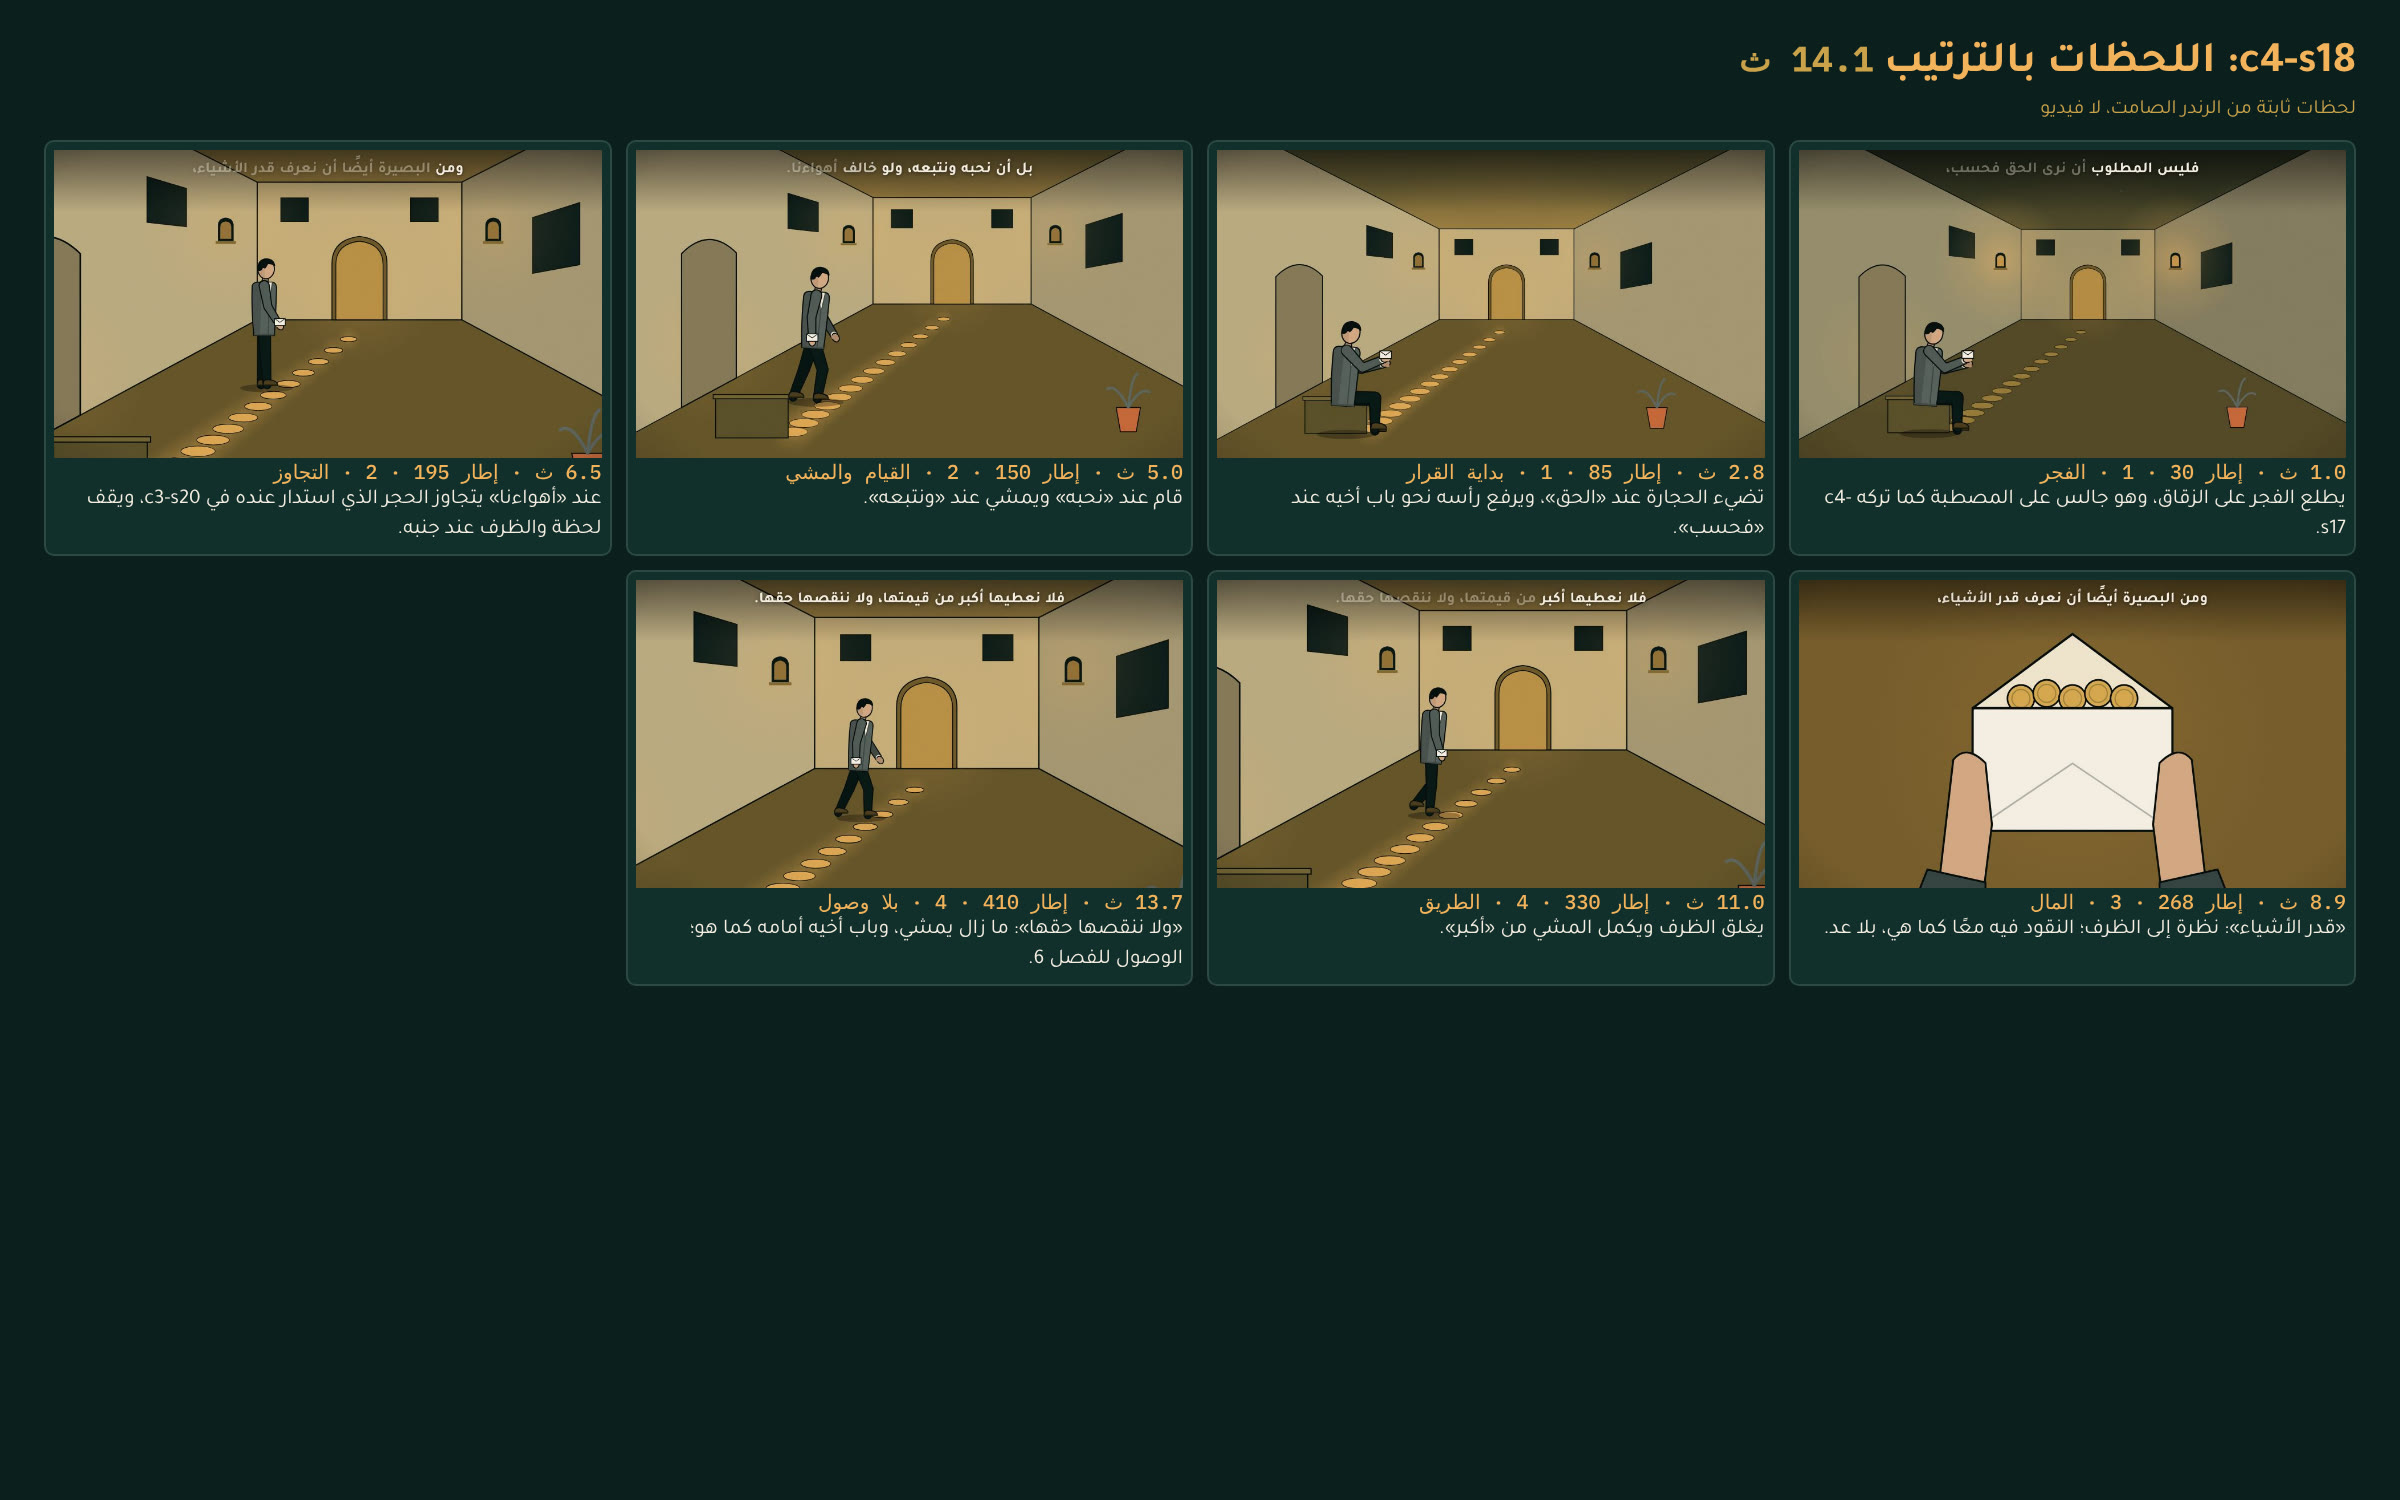 c4-s18: اللحظات بالترتيب 14.1 ث
لحظات ثابتة من الرندر الصامت، لا فيديو
فليس المطلوب أن نرى الحق فحسب،
1.0 ث · إطار 30 · 1 · الفجر
يطلع الفجر على الزقاق، وهو جالس على المصطبة كما تركه c4-
s17.
2.8 ث · إطار 85 · 1 · بداية القرار
تضيء الحجارة عند «الحق»، ويرفع رأسه نحو باب أخيه عند
«فحسب».
بل أن نحبه ونتبعه، ولو خالف أهواءنا.
5.0 ث · إطار 150 · 2 · القيام والمشي
قام عند «نحبه» ويمشي عند «ونتبعه».
ومن البصيرة أيضًا أن نعرف قدر الأشياء،
6.5 ث · إطار 195 · 2 · التجاوز
عند «أهواءنا» يتجاوز الحجر الذي استدار عنده في c3-s20، ويقف
لحظة والظرف عند جنبه.
ومن البصيرة أيضًا أن نعرف قدر الأشياء،
8.9 ث · إطار 268 · 3 · المال
«قدر الأشياء»: نظرة إلى الظرف؛ النقود فيه معًا كما هي، بلا عد.
فلا نعطيها أكبر من قيمتها، ولا ننقصها حقها.
11.0 ث · إطار 330 · 4 · الطريق
يغلق الظرف ويكمل المشي من «أكبر».
فلا نعطيها أكبر من قيمتها، ولا ننقصها حقها.
13.7 ث · إطار 410 · 4 · بلا وصول
«ولا ننقصها حقها»: ما زال يمشي، وباب أخيه أمامه كما هو؛
الوصول للفصل 6.